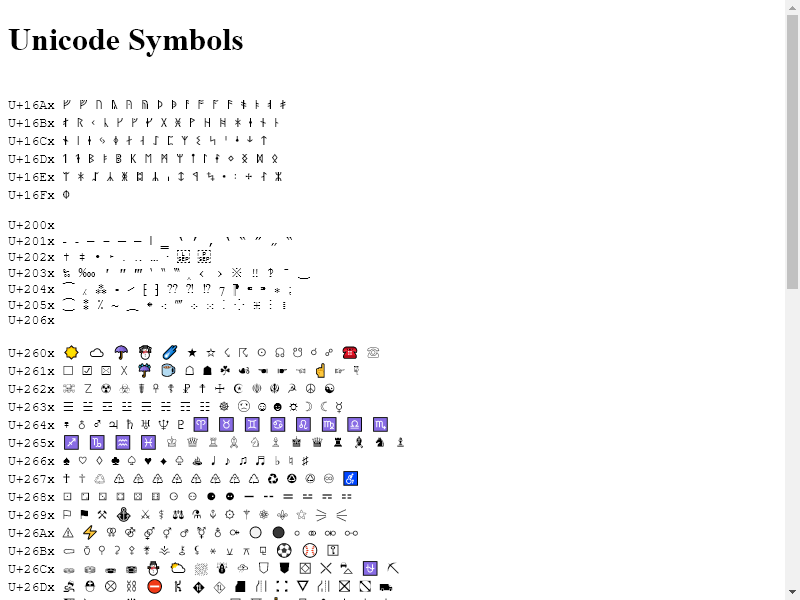 Unicode Symbols
U+16Ax ᚠ ᚡ ᚢ ᚣ ᚤ ᚥ ᚦ ᚧ ᚨ ᚩ ᚪ ᚫ ᚬ ᚭ ᚮ ᚯ
U+16Bx ᚰ ᚱ ᚲ ᚳ ᚴ ᚵ ᚶ ᚷ ᚸ ᚹ ᚺ ᚻ ᚼ ᚽ ᚾ ᚿ
U+16Cx ᛀ ᛁ ᛂ ᛃ ᛄ ᛅ ᛆ ᛇ ᛈ ᛉ ᛊ ᛋ ᛌ ᛍ ᛎ ᛏ
U+16Dx ᛐ ᛑ ᛒ ᛓ ᛔ ᛕ ᛖ ᛗ ᛘ ᛙ ᛚ ᛛ ᛜ ᛝ ᛞ ᛟ
U+16Ex ᛠ ᛡ ᛢ ᛣ ᛤ ᛥ ᛦ ᛧ ᛨ ᛩ ᛪ ᛫ ᛬ ᛭ ᛮ ᛯ
U+16Fx ᛰ
U+200x
U+201x ‐ ‑ ‒ – — ― ‖ ‗ ‘ ’ ‚ ‛ “ ” „ ‟
U+202x † ‡ • ‣ ․ ‥ … ‧
U+203x ‰ ‱ ′ ″ ‴ ‵ ‶ ‷ ‸ ‹ › ※ ‼ ‽ ‾ ‿
U+204x ⁀ ⁁ ⁂ ⁃ ⁄ ⁅ ⁆ ⁇ ⁈ ⁉ ⁊ ⁋ ⁌ ⁍ ⁎ ⁏
U+205x ⁐ ⁑ ⁒ ⁓ ⁔ ⁕ ⁖ ⁗ ⁘ ⁙ ⁚ ⁛ ⁜ ⁝ ⁞
U+206x
U+260x ☀ ☁ ☂ ☃ ☄ ★ ☆ ☇ ☈ ☉ ☊ ☋ ☌ ☍ ☎ ☏
U+261x ☐ ☑ ☒ ☓ ☔ ☕ ☖ ☗ ☘ ☙ ☚ ☛ ☜ ☝ ☞ ☟
U+262x ☠ ☡ ☢ ☣ ☤ ☥ ☦ ☧ ☨ ☩ ☪ ☫ ☬ ☭ ☮ ☯
U+263x ☰ ☱ ☲ ☳ ☴ ☵ ☶ ☷ ☸ ☹ ☺ ☻ ☼ ☽ ☾ ☿
U+264x ♀ ♁ ♂ ♃ ♄ ♅ ♆ ♇ ♈ ♉ ♊ ♋ ♌ ♍ ♎ ♏
U+265x ♐ ♑ ♒ ♓ ♔ ♕ ♖ ♗ ♘ ♙ ♚ ♛ ♜ ♝ ♞ ♟
U+266x ♠ ♡ ♢ ♣ ♤ ♥ ♦ ♧ ♨ ♩ ♪ ♫ ♬ ♭ ♮ ♯
U+267x ♰ ♱ ♲ ♳ ♴ ♵ ♶ ♷ ♸ ♹ ♺ ♻ ♼ ♽ ♾ ♿
U+268x ⚀ ⚁ ⚂ ⚃ ⚄ ⚅ ⚆ ⚇ ⚈ ⚉ ⚊ ⚋ ⚌ ⚍ ⚎ ⚏
U+269x ⚐ ⚑ ⚒ ⚓ ⚔ ⚕ ⚖ ⚗ ⚘ ⚙ ⚚ ⚛ ⚜ ⚝ ⚞ ⚟
U+26Ax ⚠ ⚡ ⚢ ⚣ ⚤ ⚥ ⚦ ⚧ ⚨ ⚩ ⚪ ⚫ ⚬ ⚭ ⚮ ⚯
U+26Bx ⚰ ⚱ ⚲ ⚳ ⚴ ⚵ ⚶ ⚷ ⚸ ⚹ ⚺ ⚻ ⚼ ⚽ ⚾ ⚿
U+26Cx ⛀ ⛁ ⛂ ⛃ ⛄ ⛅ ⛆ ⛇ ⛈ ⛉ ⛊ ⛋ ⛌ ⛍ ⛎ ⛏
U+26Dx ⛐ ⛑ ⛒ ⛓ ⛔ ⛕ ⛖ ⛗ ⛘ ⛙ ⛚ ⛛ ⛜ ⛝ ⛞ ⛟